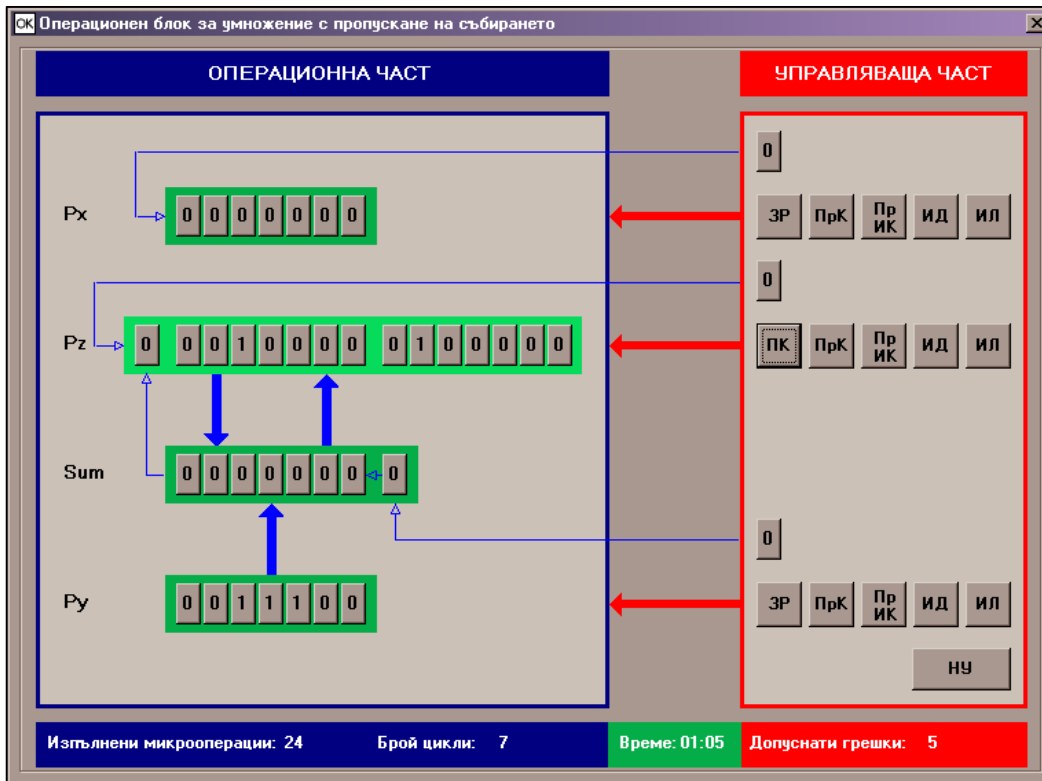 OK Операционен блок за умножение с пропускане на събирането
ОПЕРАЦИОННА ЧАСТ
УПРАВЛЯВАЩА ЧАСТ
0
Px 0 0 0 0 0 0 0
ЗР ПрК Пр ИК ИД ИЛ
0
Pz 0 0 0 1 0 0 0 0 0 1 0 0 0 0 0
ПК ПрК Пр ИК ИД ИЛ
Sum 0 0 0 0 0 0 0 0
0
Py 0 0 1 1 1 0 0
ЗР ПрК Пр ИК ИД ИЛ
НУ
Изпълнени микрооперации: 24 Брой цикли: 7 Време: 01:05 Допуснати грешки: 5